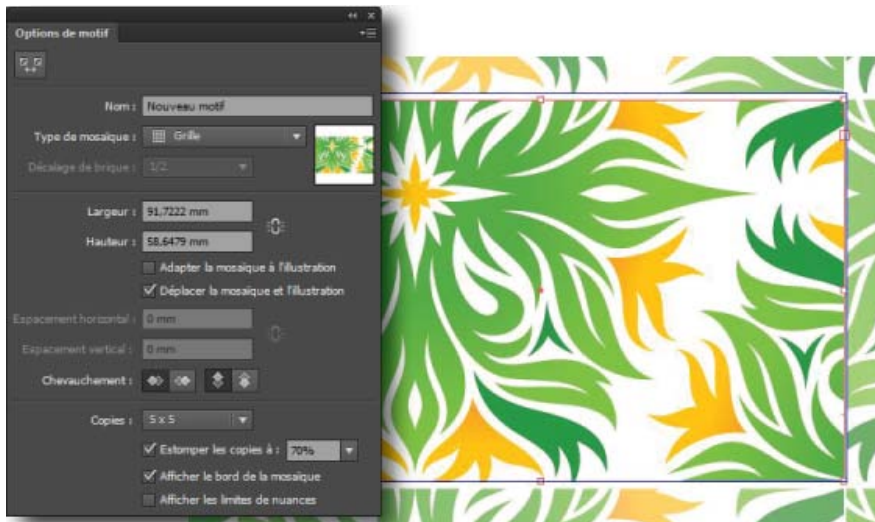 Options de motif
Nom : Nouveau motif
Type de mosaïque : Grille
Décalage de brique : 1/2
Largeur : 91,7222 mm
Hauteur : 58,6479 mm
Adapter la mosaïque à l'illustration
Déplacer la mosaïque et l'illustration
Espacement horizontal : 0 mm
Espacement vertical : 0 mm
Chevauchement :
Copies : 5 x 5
Estomper les copies à : 70%
Afficher le bord de la mosaïque
Afficher les limites de nuances